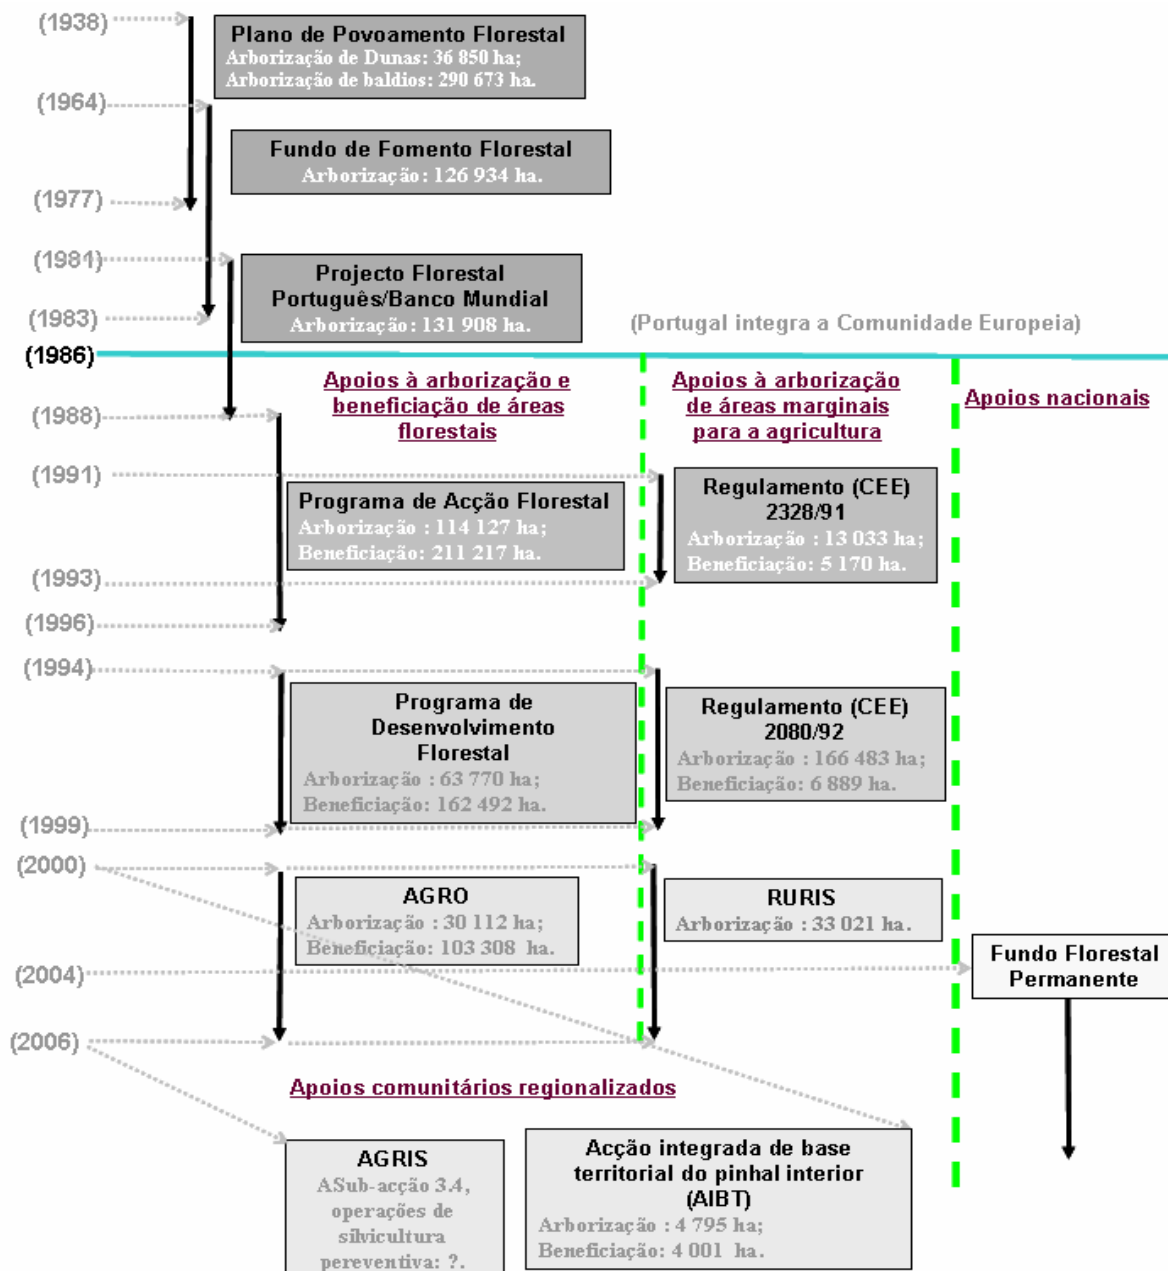 (1938)
Plano de Povoamento Florestal
Arborização de Dunas: 36 850 ha;
Arborização de baldios: 290 673 ha.
(1964)
Fundo de Fomento Florestal
Arborização : 126 934 ha.
(1977)
(1981)
Projecto Florestal
Português/Banco Mundial
Arborização : 131 908 ha.
(1983)
(Portugal integra a Comunidade Europeia)
(1986)
Apoios à arborização e
beneficiação de áreas
florestais
Apoios à arborização
de áreas marginais
para a agricultura
Apoios nacionais
(1988)
(1991)
Programa de Acção Florestal
Arborização : 114 127 ha;
Beneficiação: 211 217 ha.
Regulamento (CEE)
2328/91
Arborização : 13 033 ha;
Beneficiação: 5 170 ha.
(1993)
(1996)
(1994)
Programa de
Desenvolvimento
Florestal
Arborização : 63 770 ha;
Beneficiação: 162 492 ha.
Regulamento (CEE)
2080/92
Arborização : 166 483 ha;
Beneficiação: 6 889 ha.
(1999)
(2000)
AGRO
Arborização : 30 112 ha;
Beneficiação: 103 308 ha.
RURIS
Arborização : 33 021 ha.
Fundo Florestal
Permanente
(2004)
(2006)
Apoios comunitários regionalizados
AGRIS
ASub-acção 3.4,
operações de
silvicultura
pereventiva: ?.
Acção integrada de base
territorial do pinhal interior
(AIBT)
Arborização : 4 795 ha;
Beneficiação: 4 001 ha.